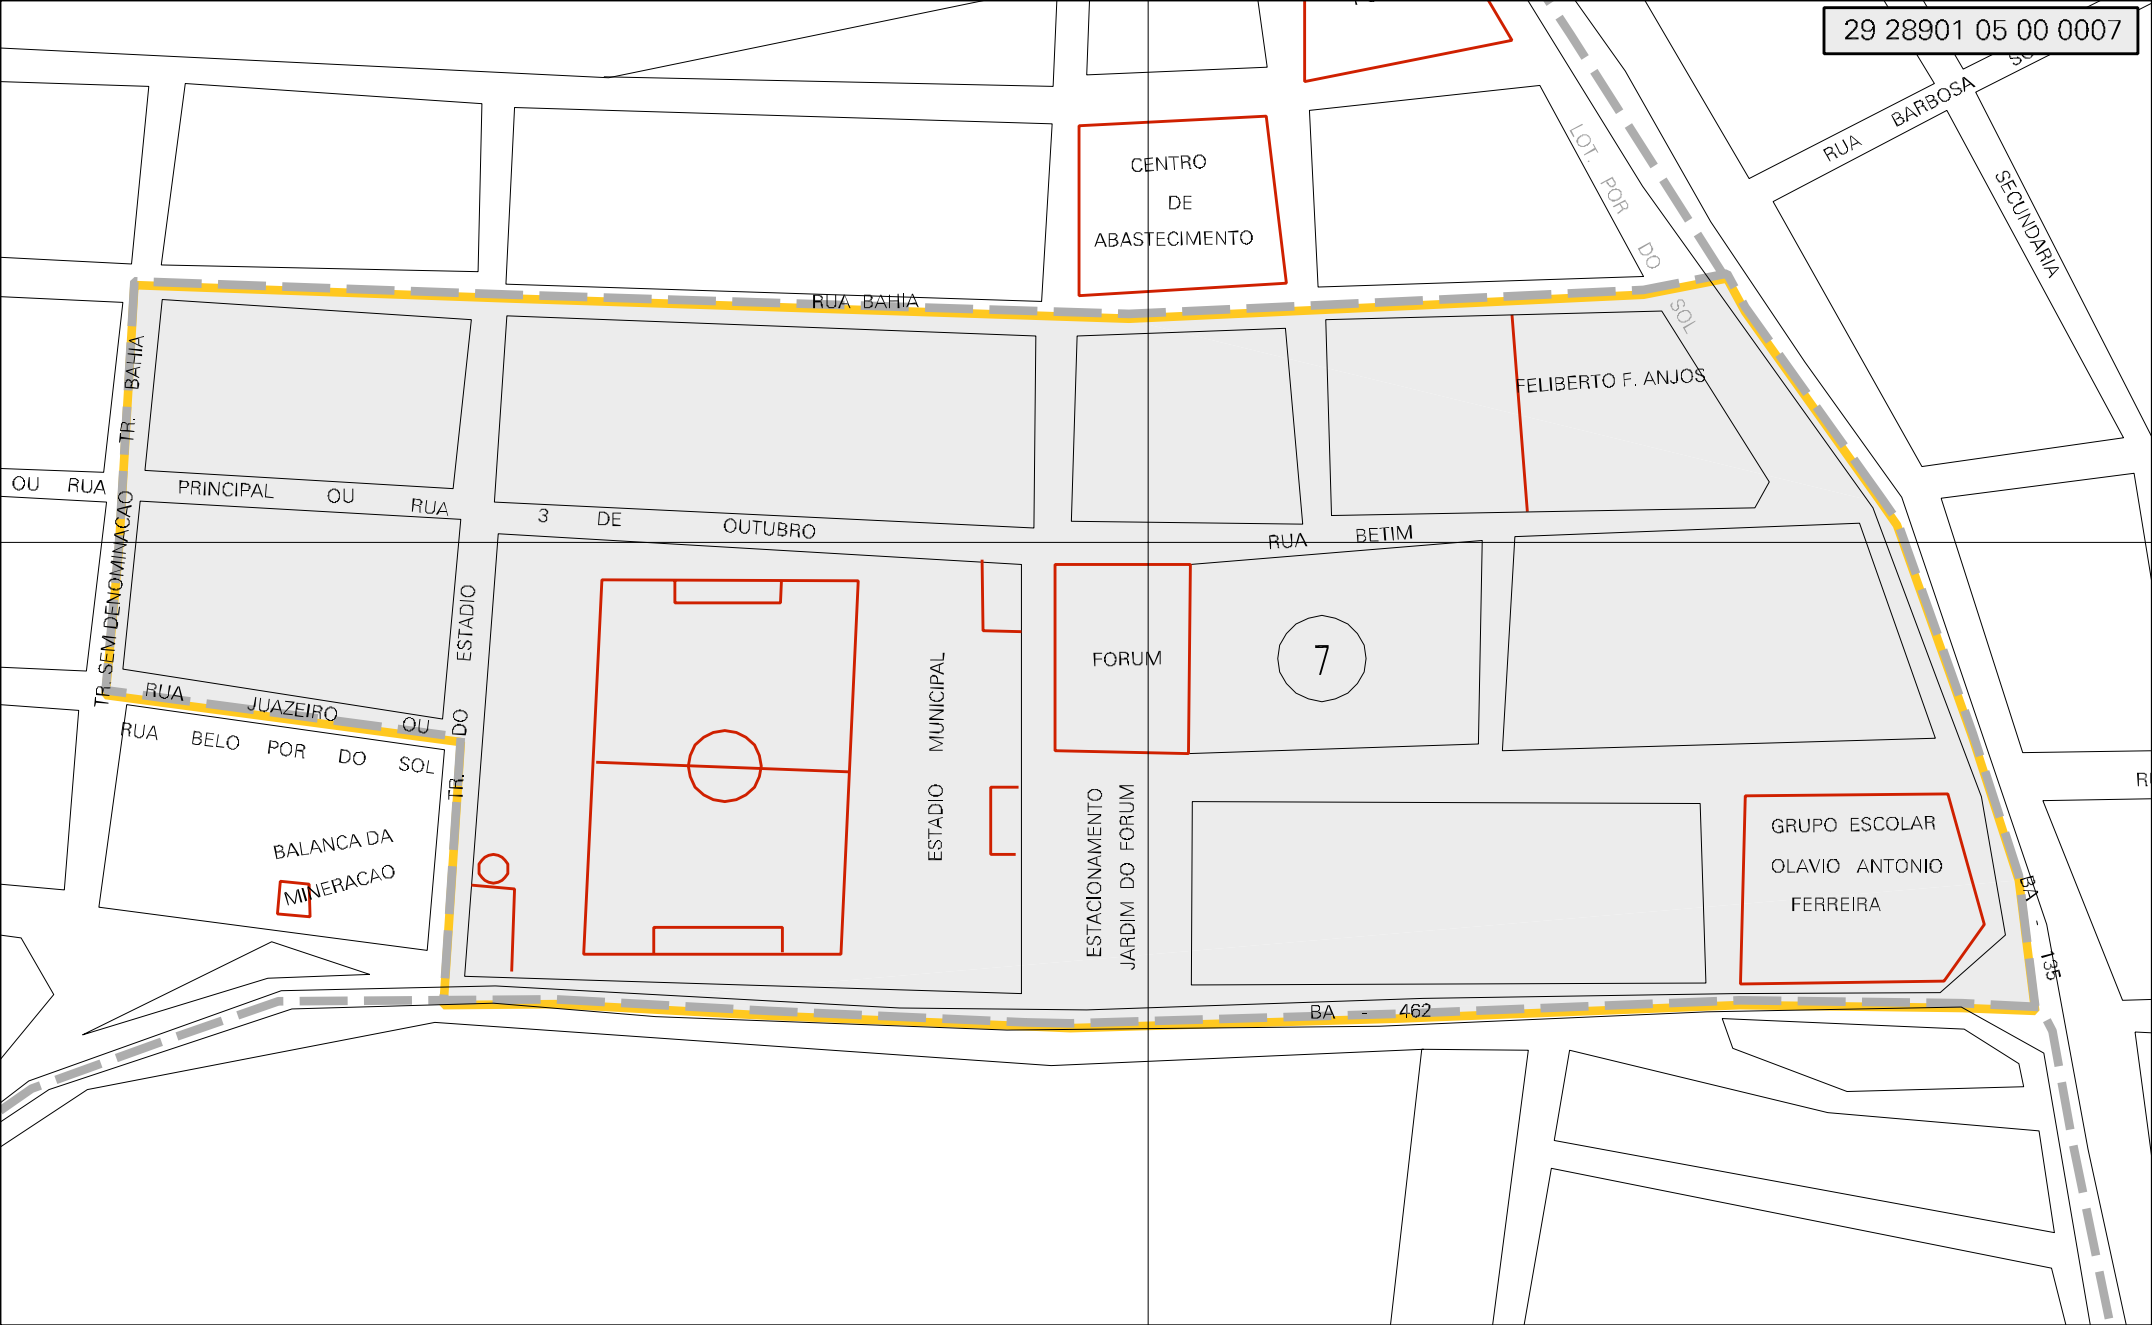 29 28901 05 00 0007
RUA BARBOSA
SECUNDARIA
LOT. POR DO SOL
CENTRO
DE
ABASTECIMENTO
RUA BAHIA
TR. BAHIA
FELIBERTO F. ANJOS
OU RUA PRINCIPAL OU RUA 3 DE OUTUBRO
RUA BETIM
TR. SEM DENOMINACAO
TR. DO ESTADIO
ESTADIO MUNICIPAL
FORUM
7
RUA JUAZEIRO OU
RUA BELO POR DO SOL
BALANCA DA
MINERACAO
ESTACIONAMENTO
JARDIM DO FORUM
GRUPO ESCOLAR
OLAVIO ANTONIO
FERREIRA
BA - 135
BA - 462